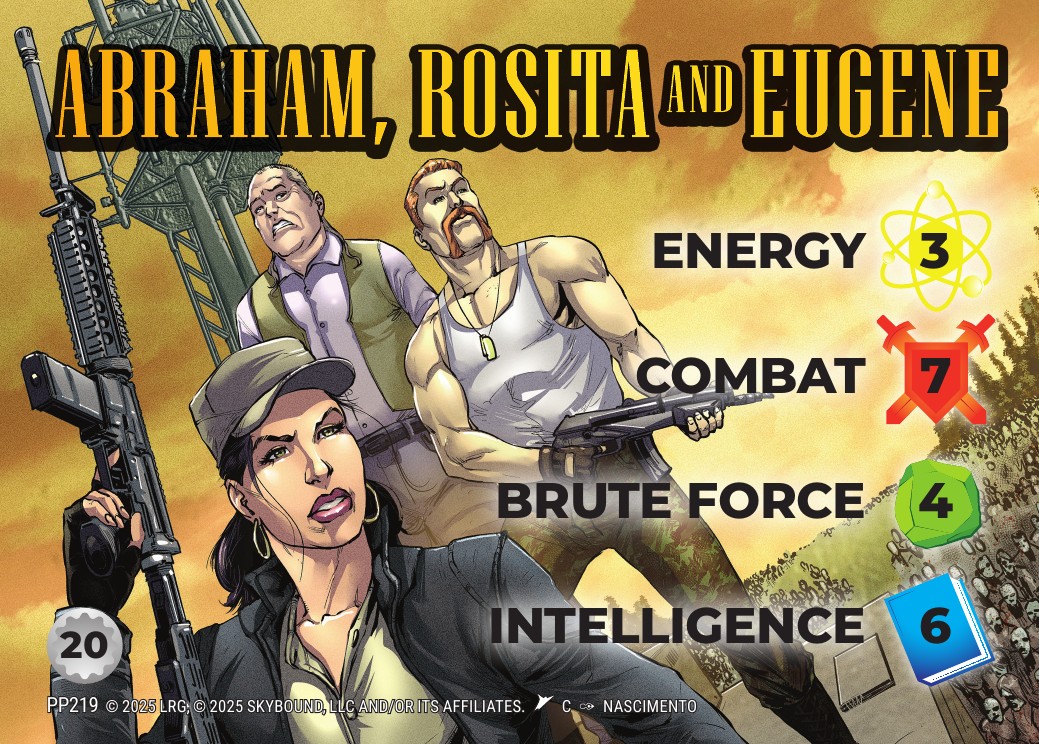 ABRAHAM, ROSITA AND EUGENE
ENERGY 3
COMBAT 7
BRUTE FORCE 4
INTELLIGENCE 6
20
PP219 © 2025 LRG, © 2025 SKYBOUND, LLC AND/OR ITS AFFILIATES. C NASCIMENTO